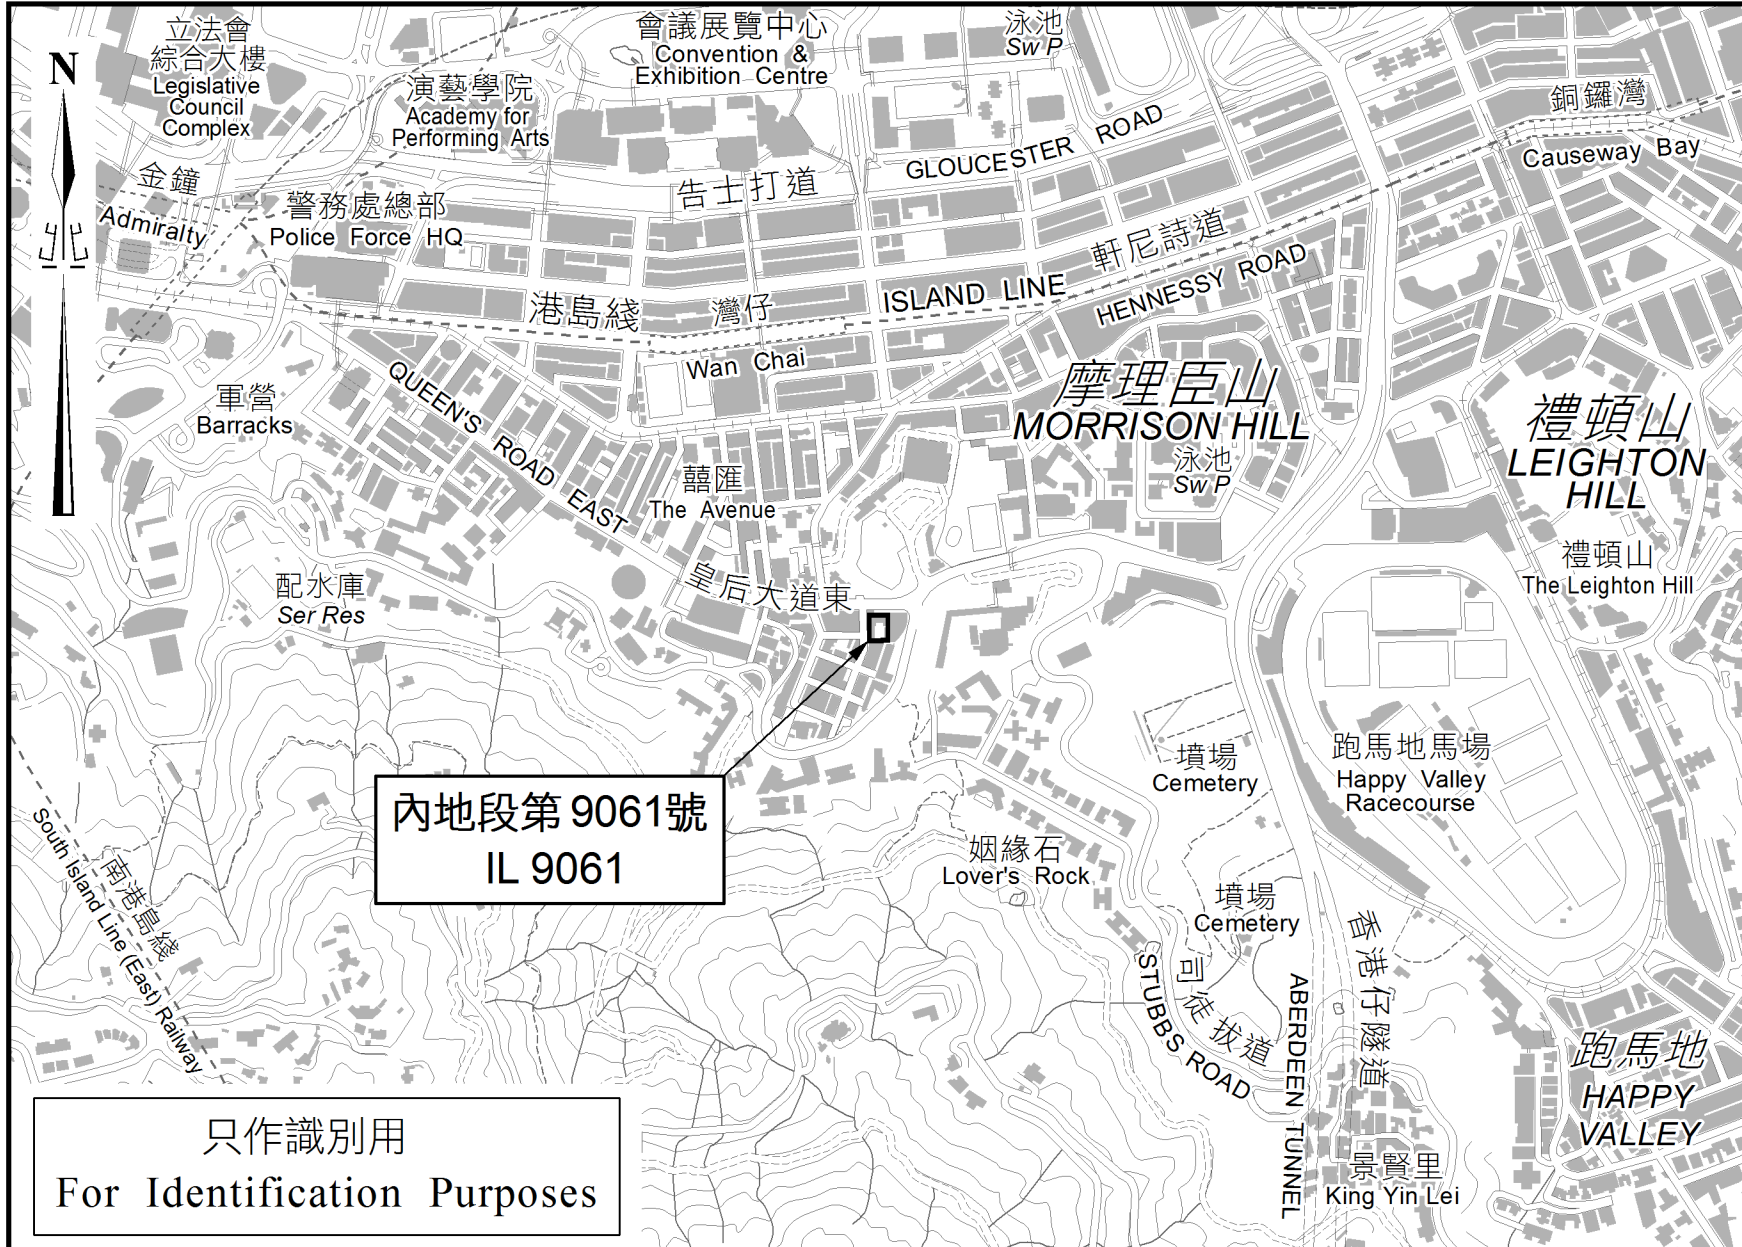 立法會
綜合大樓
Legislative
Council
Complex
N
演藝學院
Academy for
Performing Arts
會議展覽中心
Convention &
Exhibition Centre
泳池
Sw P
銅鑼灣
Causeway Bay
金鐘
Admiralty
警務處總部
Police Force HQ
告士打道
GLOUCESTER ROAD
軒尼詩道
HENNESSY ROAD
港島綫
ISLAND LINE
灣仔
Wan Chai
軍營
Barracks
QUEEN'S ROAD EAST
皇后大道東
囍匯
The Avenue
摩理臣山
MORRISON HILL
泳池
Sw P
禮頓山
LEIGHTON
HILL
禮頓山
The Leighton Hill
配水庫
Ser Res
內地段第 9061號
IL 9061
墳場
Cemetery
跑馬地馬場
Happy Valley
Racecourse
姻緣石
Lover's Rock
墳場
Cemetery
南港島綫
South Island Line (East) Railway
司徒拔道
STUBBS ROAD
香港仔隧道
ABERDEEN TUNNEL
跑馬地
HAPPY
VALLEY
景賢里
King Yin Lei
只作識別用
For Identification Purposes